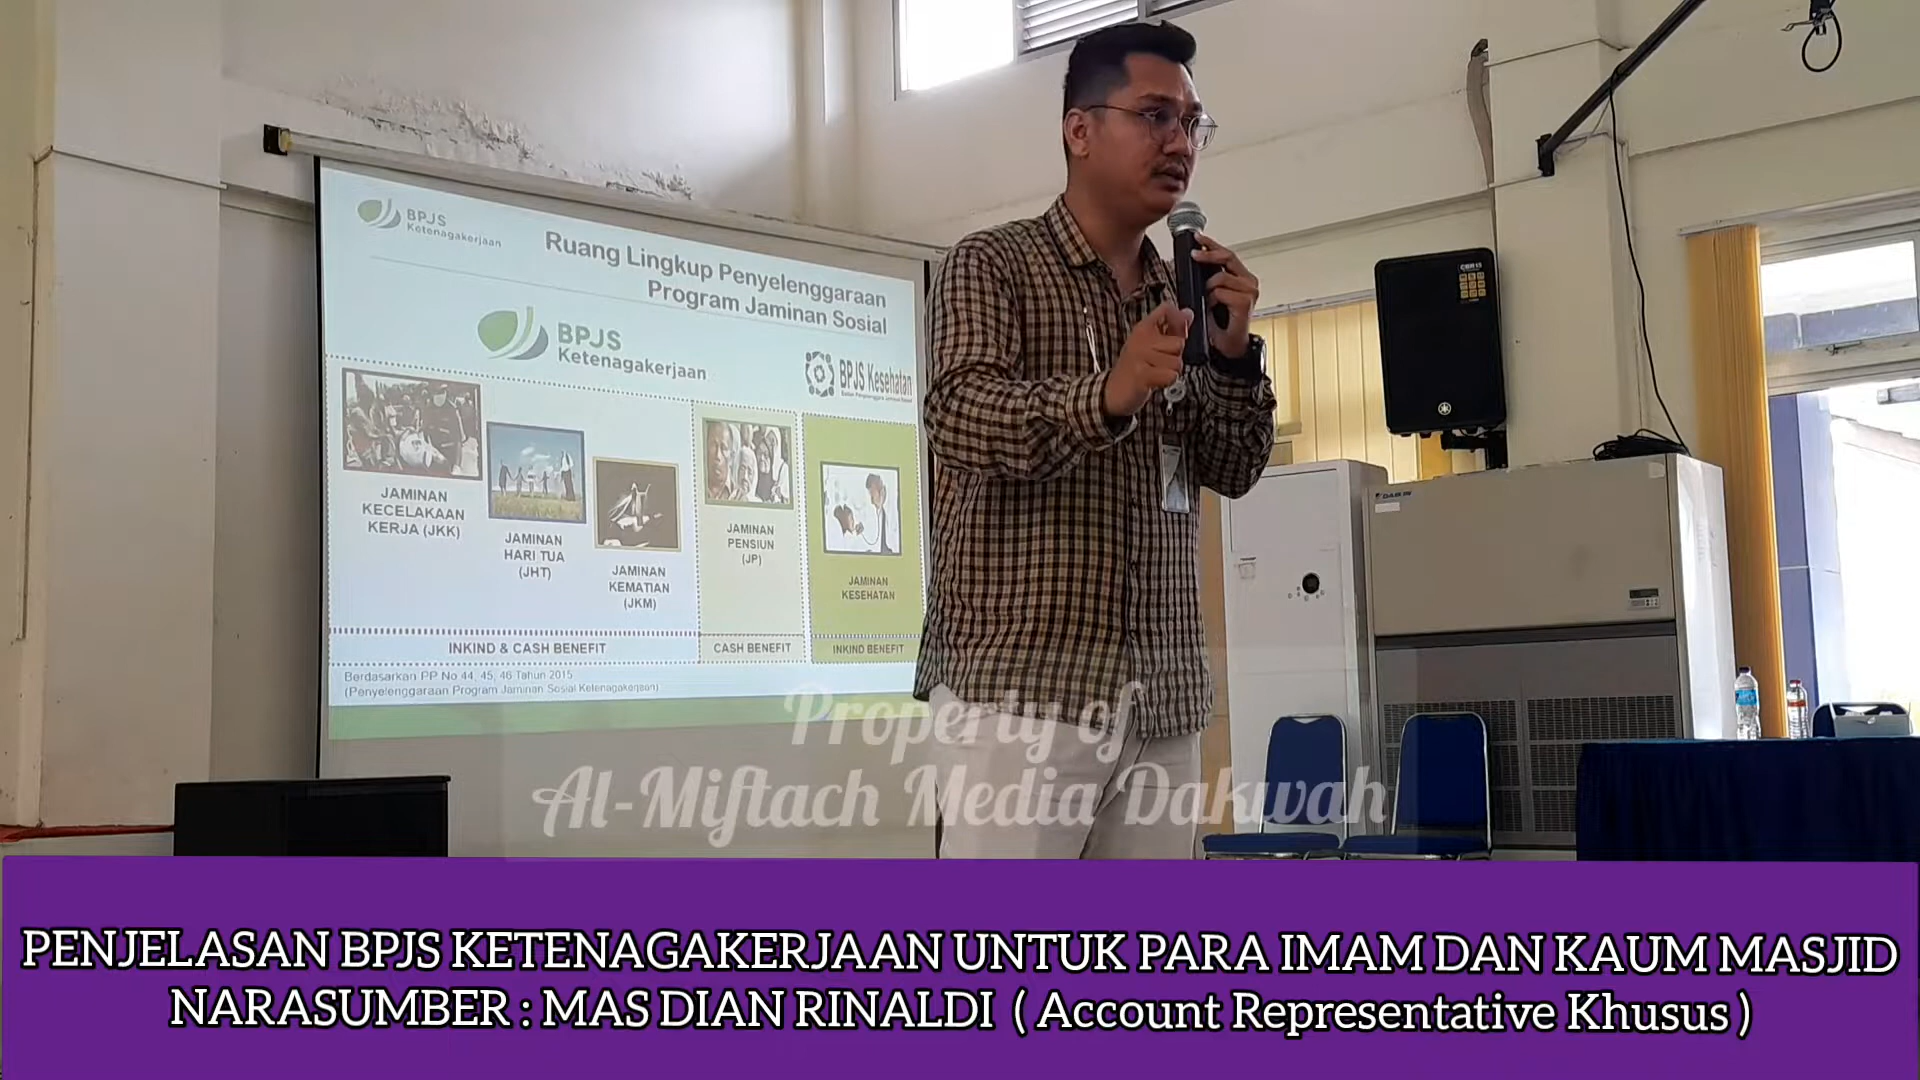 BPJS
Ketenagakerjaan
Ruang Lingkup Penyelenggaraan
Program Jaminan Sosial
BPJS
Ketenagakerjaan
BPJS Kesehatan
JAMINAN
KECELAKAAN
KERJA (JKK)
JAMINAN
HARI TUA
(JHT)
JAMINAN
KEMATIAN
(JKM)
JAMINAN
PENSIUN
(JP)
JAMINAN
KESEHATAN
INKIND & CASH BENEFIT
CASH BENEFIT
INKIND BENEFIT
Berdasarkan PP No 44, 45, 46 Tahun 2015
(Penyelenggaraan Program Jaminan Sosial Ketenagakerjaan)
DAIKIN
Property of
Al-Miftach Media Dakwah
PENJELASAN BPJS KETENAGAKERJAAN UNTUK PARA IMAM DAN KAUM MASJID
NARASUMBER : MAS DIAN RINALDI ( Account Representative Khusus )